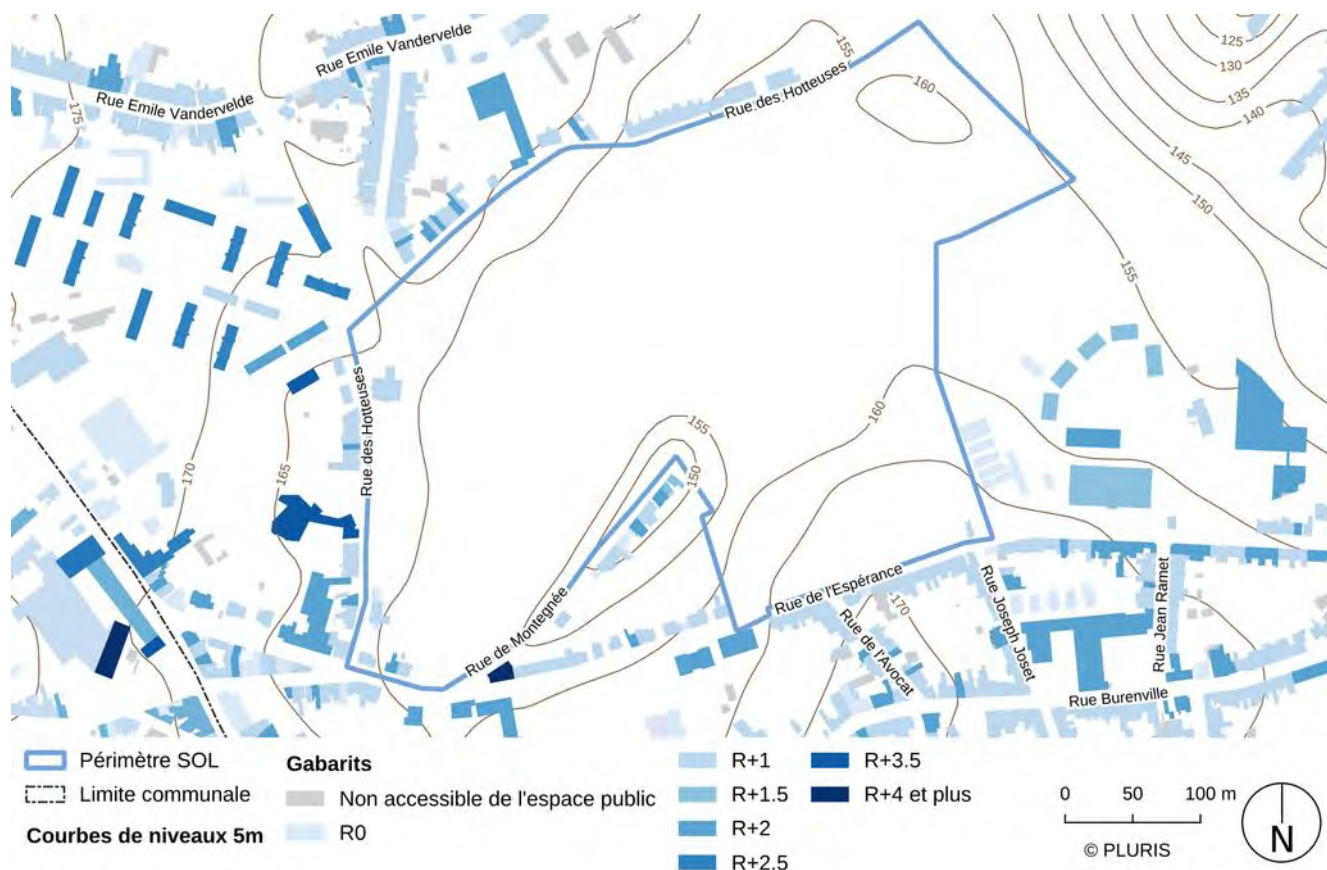 Rue Emile Vandervelde
Rue Emile Vandervelde
175
155
160
125
130
135
140
145
150
155
Rue des Hotteuses
Rue des Hotteuses
170
165
155
150
160
170
Rue de Montegnée
Rue de l'Espérance
Rue de l'Avocat
Rue Joseph Joset
Rue Jean Ramet
Rue Burenville
Périmètre SOL
Limite communale
Courbes de niveaux 5m
Gabarits
Non accessible de l'espace public
R0
R+1
R+1.5
R+2
R+2.5
R+3.5
R+4 et plus
0 50 100 m
© PLURIS
N